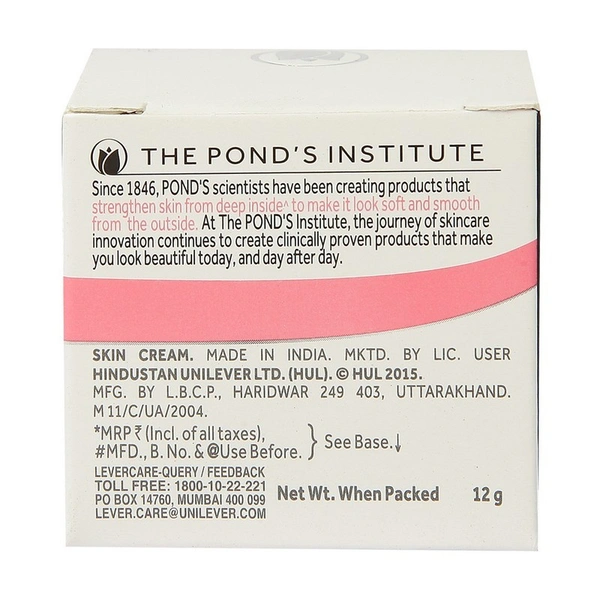 THE POND'S INSTITUTE
Since 1846, POND'S scientists have been creating products that
strengthen skin from deep inside^ to make it look soft and smooth
from the outside. At The POND'S Institute, the journey of skincare
innovation continues to create clinically proven products that make
you look beautiful today, and day after day.
SKIN CREAM. MADE IN INDIA. MKTD. BY LIC. USER
HINDUSTAN UNILEVER LTD. (HUL). © HUL 2015.
MFG. BY L.B.C.P., HARIDWAR 249 403, UTTARAKHAND.
M 11/C/UA/2004.
*MRP ₹ (Incl. of all taxes),
#MFD., B. No. & @Use Before. } See Base.↓
LEVERCARE-QUERY / FEEDBACK
TOLL FREE: 1800-10-22-221
PO BOX 14760, MUMBAI 400 099
LEVER.CARE@UNILEVER.COM
Net Wt. When Packed 12 g